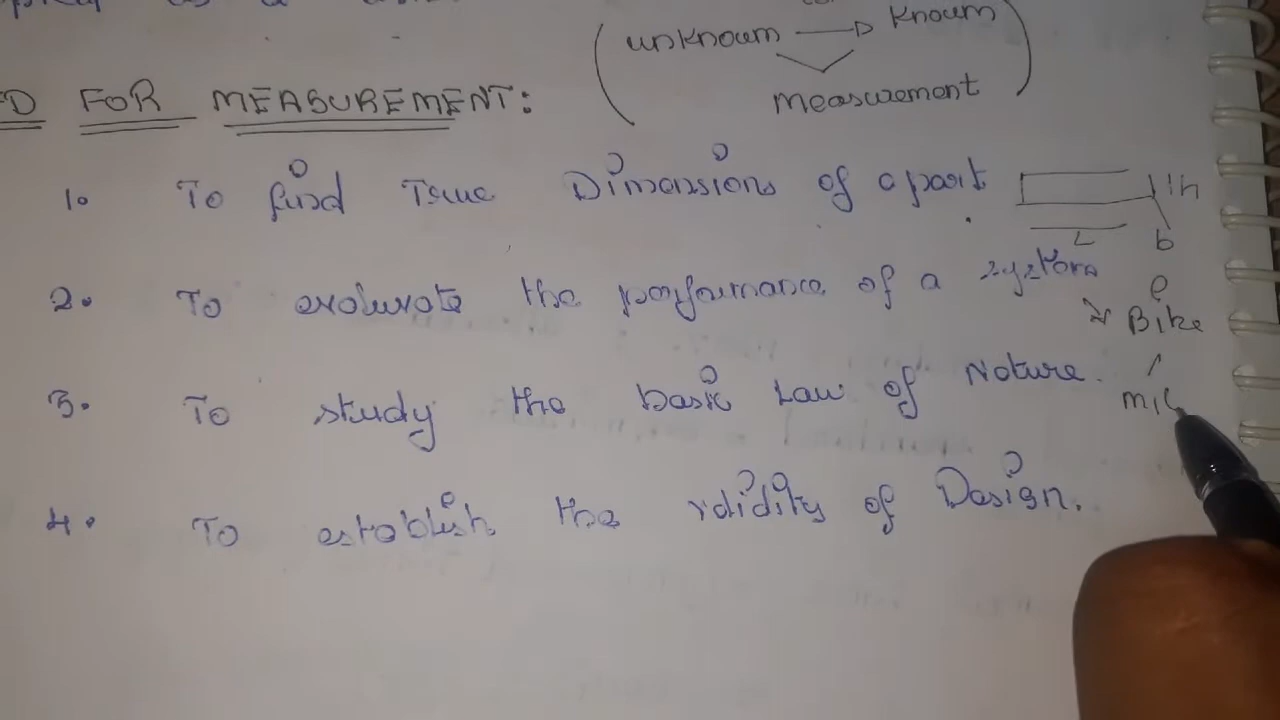 unknown → known
measurement
D FOR MEASUREMENT:
1. To find True Dimensions of a part
h
L b
2. To evaluate the performance of a system
Bike
3. To study the basic Law of Nature.
4. To establish the validity of Design.